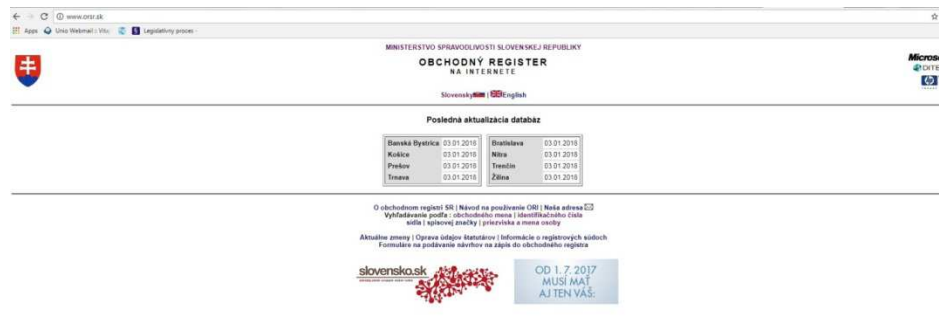 www.orsr.sk
Apps Unio Webmail :: Legislatívny proces -
MINISTERSTVO SPRAVODLIVOSTI SLOVENSKEJ REPUBLIKY
OBCHODNÝ REGISTER
NA INTERNETE
Slovensky | English
Posledná aktualizácia databáz
Banská Bystrica 03.01.2018 Bratislava 03.01.2018
Košice 03.01.2018 Nitra 03.01.2018
Prešov 03.01.2018 Trenčín 03.01.2018
Trnava 03.01.2018 Žilina 03.01.2018
O obchodnom registri SR | Návod na používanie ORI | Naša adresa
Vyhľadávanie podľa : obchodného mena | identifikačného čísla
sídla | spisovej značky | priezviska a mena osoby
Aktuálne zmeny | Oprava údajov štatutárov | Informácie o registrových súdoch
Formuláre na podávanie návrhov na zápis do obchodného registra
slovensko.sk
OD 1. 7. 2017
MUSÍ MAŤ
AJ TEN VÁŠ: